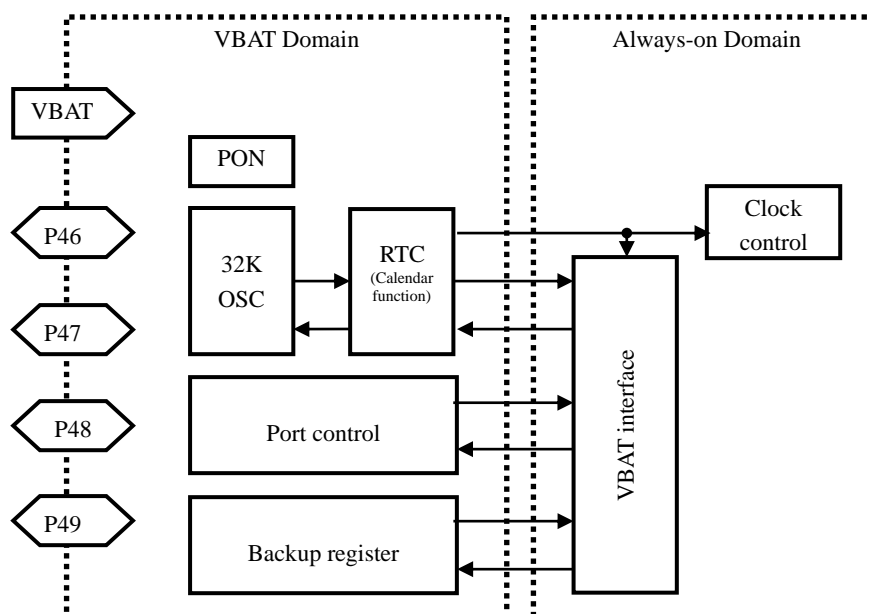 VBAT Domain
Always-on Domain
VBAT
PON
P46
32K
OSC
RTC
(Calendar
function)
Clock
control
P47
VBAT interface
P48
Port control
P49
Backup register